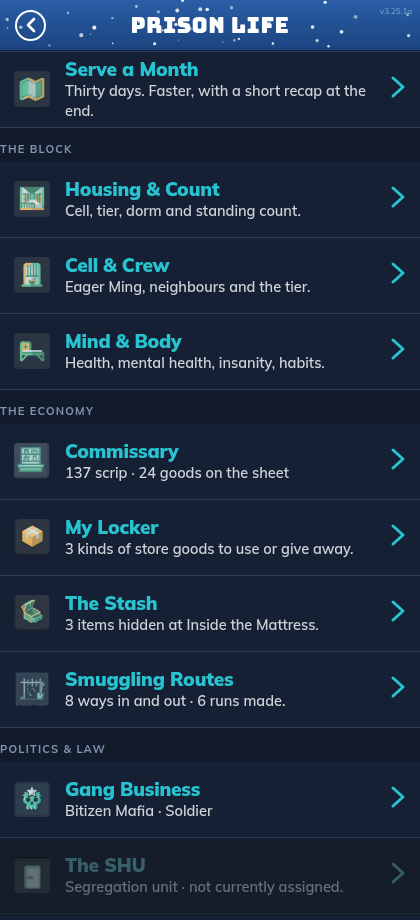 PRISON LIFE
v3.25.1p
Serve a Month
Thirty days. Faster, with a short recap at the
end.
THE BLOCK
Housing & Count
Cell, tier, dorm and standing count.
Cell & Crew
Eager Ming, neighbours and the tier.
Mind & Body
Health, mental health, insanity, habits.
THE ECONOMY
Commissary
137 scrip · 24 goods on the sheet
My Locker
3 kinds of store goods to use or give away.
The Stash
3 items hidden at Inside the Mattress.
Smuggling Routes
8 ways in and out · 6 runs made.
POLITICS & LAW
Gang Business
Bitizen Mafia · Soldier
The SHU
Segregation unit · not currently assigned.